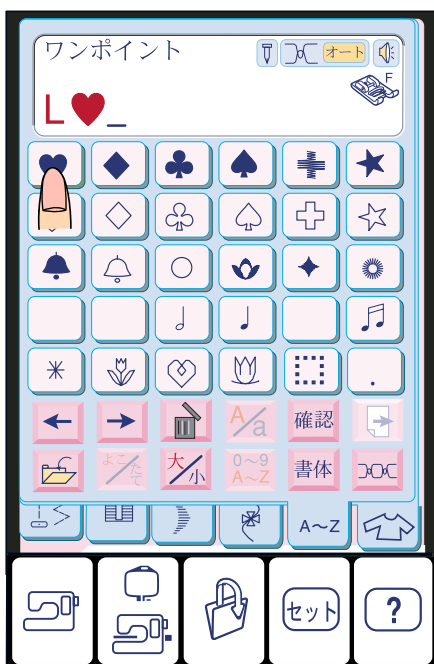 ワンポイント
オート
F
L♥_
A/a
確認
よこ/たて
大/小
0～9
A～Z
書体
A～Z
セット
?